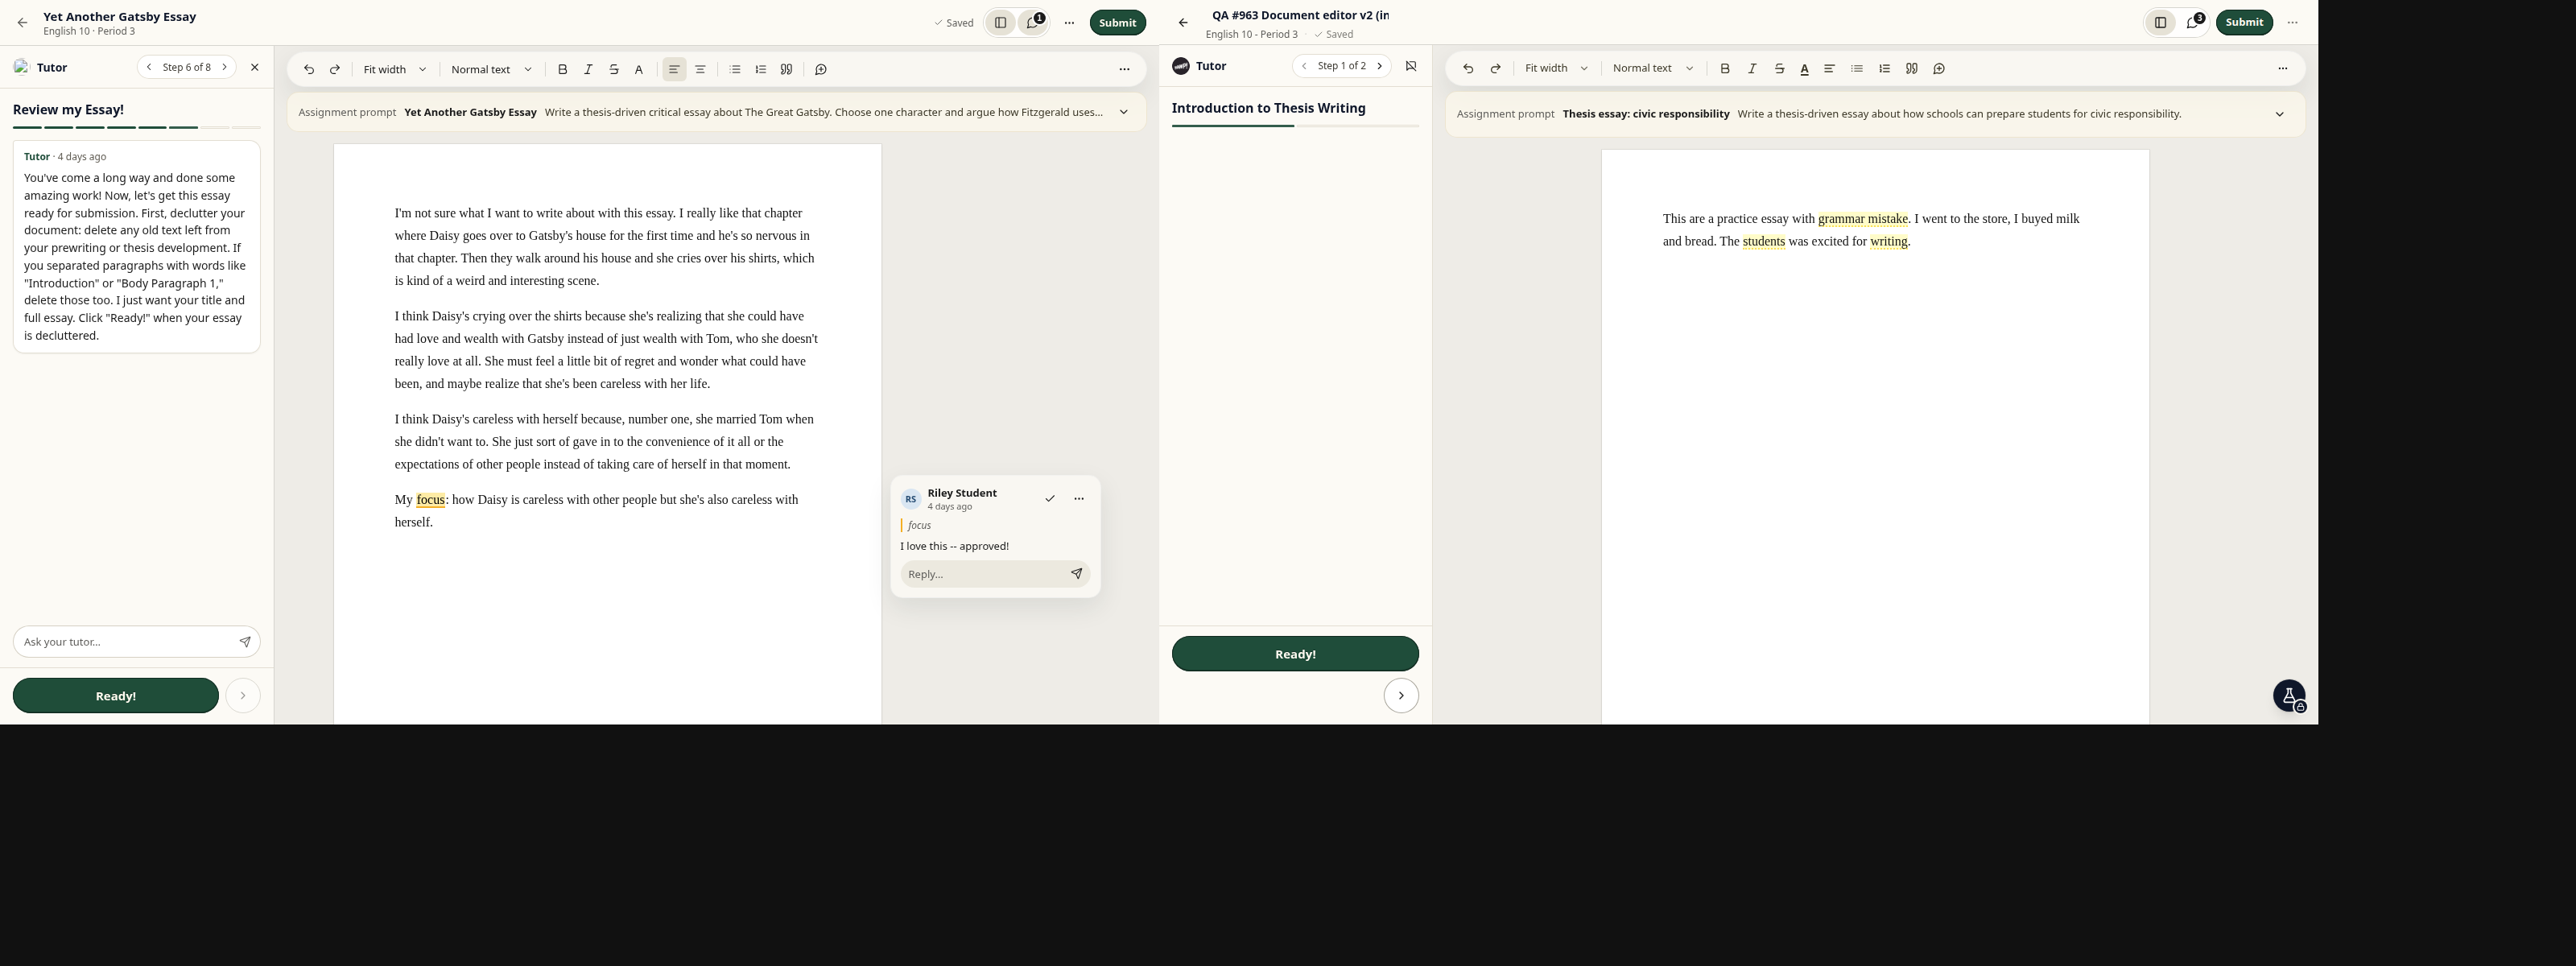 Yet Another Gatsby Essay
English 10 · Period 3
Saved
1
Submit
Tutor
Step 6 of 8
Review my Essay!
Tutor · 4 days ago
You've come a long way and done some
amazing work! Now, let's get this essay
ready for submission. First, declutter your
document: delete any old text left from
your prewriting or thesis development. If
you separated paragraphs with words like
"Introduction" or "Body Paragraph 1,"
delete those too. I just want your title and
full essay. Click "Ready!" when your essay
is decluttered.
Ask your tutor...
Ready!
Fit width
Normal text
B I S A
Assignment prompt Yet Another Gatsby Essay Write a thesis-driven critical essay about The Great Gatsby. Choose one character and argue how Fitzgerald uses...
I'm not sure what I want to write about with this essay. I really like that chapter
where Daisy goes over to Gatsby's house for the first time and he's so nervous in
that chapter. Then they walk around his house and she cries over his shirts, which
is kind of a weird and interesting scene.
I think Daisy's crying over the shirts because she's realizing that she could have
had love and wealth with Gatsby instead of just wealth with Tom, who she doesn't
really love at all. She must feel a little bit of regret and wonder what could have
been, and maybe realize that she's been careless with her life.
I think Daisy's careless with herself because, number one, she married Tom when
she didn't want to. She just sort of gave in to the convenience of it all or the
expectations of other people instead of taking care of herself in that moment.
My focus: how Daisy is careless with other people but she's also careless with
herself.
RS
Riley Student
4 days ago
focus
I love this -- approved!
Reply...
QA #963 Document editor v2 (in
English 10 - Period 3 · Saved
3
Submit
Tutor
Step 1 of 2
Introduction to Thesis Writing
Ready!
Fit width
Normal text
B I S A
Assignment prompt Thesis essay: civic responsibility Write a thesis-driven essay about how schools can prepare students for civic responsibility.
This are a practice essay with grammar mistake. I went to the store, I buyed milk
and bread. The students was excited for writing.